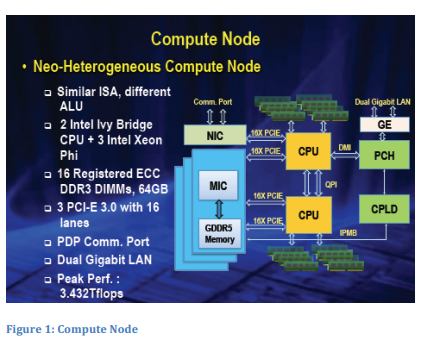 Compute Node
• Neo-Heterogeneous Compute Node
Similar ISA, different
ALU
2 Intel Ivy Bridge
CPU + 3 Intel Xeon
Phi
16 Registered ECC
DDR3 DIMMs, 64GB
3 PCI-E 3.0 with 16
lanes
PDP Comm. Port
Dual Gigabit LAN
Peak Perf. :
3.432Tflops
Comm. Port
Dual Gigabit LAN
NIC
16X PCIE
GE
16X PCIE
CPU
DMI
PCH
MIC
QPI
16X PCIE
GDDR5
Memory
16X PCIE
CPU
CPLD
IPMB
Figure 1: Compute Node